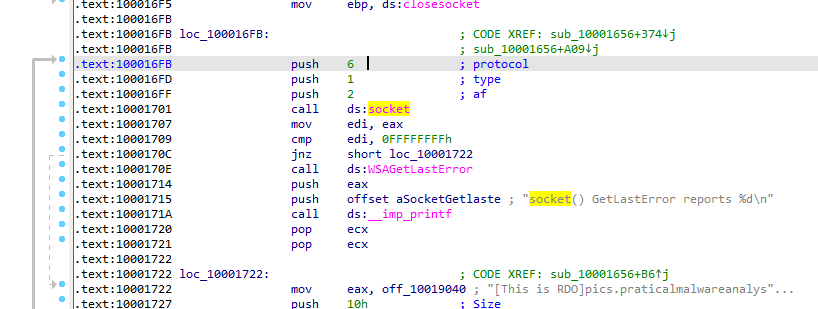 .text:100016F5 mov ebp, ds:closesocket
.text:100016FB
.text:100016FB loc_100016FB: ; CODE XREF: sub_10001656+374↓j
.text:100016FB ; sub_10001656+A09↓j
.text:100016FB push 6 ; protocol
.text:100016FD push 1 ; type
.text:100016FF push 2 ; af
.text:10001701 call ds:socket
.text:10001707 mov edi, eax
.text:10001709 cmp edi, 0FFFFFFFFh
.text:1000170C jnz short loc_10001722
.text:1000170E call ds:WSAGetLastError
.text:10001714 push eax
.text:10001715 push offset aSocketGetlaste ; "socket() GetLastError reports %d\n"
.text:1000171A call ds:__imp_printf
.text:10001720 pop ecx
.text:10001721 pop ecx
.text:10001722
.text:10001722 loc_10001722: ; CODE XREF: sub_10001656+B6↑j
.text:10001722 mov eax, off_10019040 ; "[This is RDO]pics.praticalmalwareanalys"...
.text:10001727 push 10h ; Size